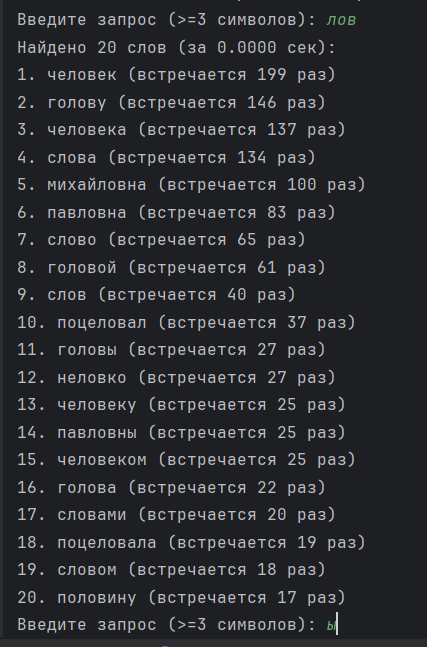 Введите запрос (>=3 символов): лов
Найдено 20 слов (за 0.0000 сек):
1. человек (встречается 199 раз)
2. голову (встречается 146 раз)
3. человека (встречается 137 раз)
4. слова (встречается 134 раз)
5. михайловна (встречается 100 раз)
6. павловна (встречается 83 раз)
7. слово (встречается 65 раз)
8. головой (встречается 61 раз)
9. слов (встречается 40 раз)
10. поцеловал (встречается 37 раз)
11. головы (встречается 27 раз)
12. неловко (встречается 27 раз)
13. человеку (встречается 25 раз)
14. павловны (встречается 25 раз)
15. человеком (встречается 25 раз)
16. голова (встречается 22 раз)
17. словами (встречается 20 раз)
18. поцеловала (встречается 19 раз)
19. словом (встречается 18 раз)
20. половину (встречается 17 раз)
Введите запрос (>=3 символов): ы